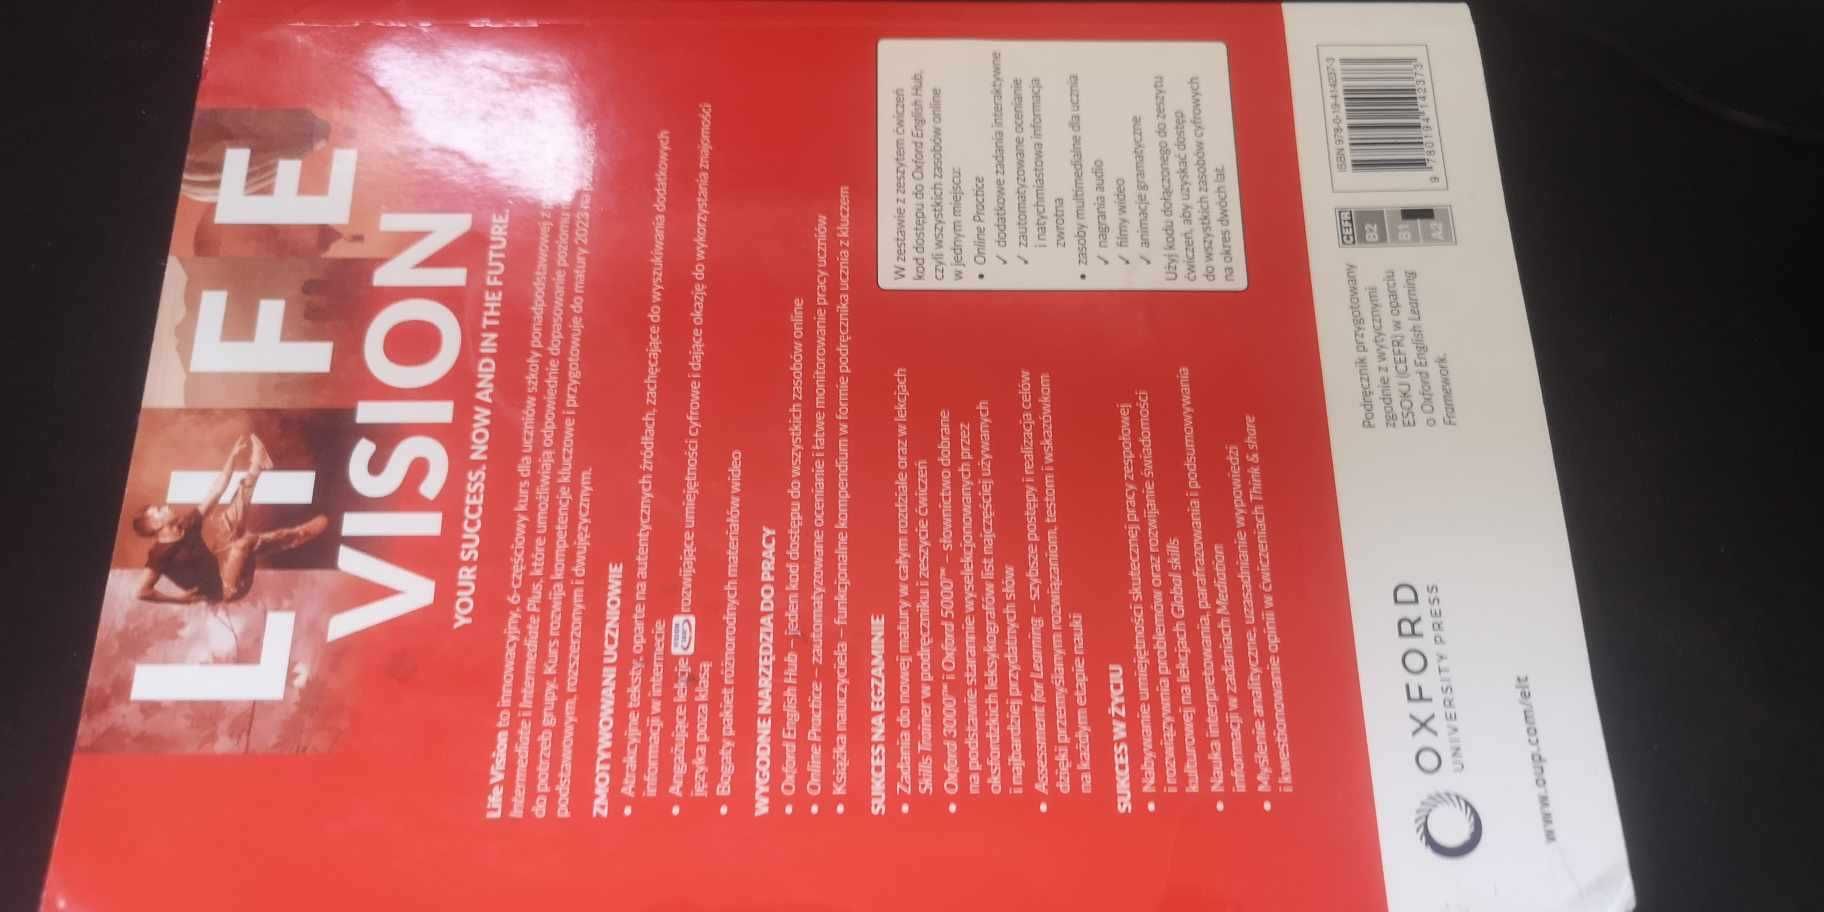 LIFE
VISION
YOUR SUCCESS. NOW AND IN THE FUTURE.
Life Vision to innowacyjny, 6-częściowy kurs dla uczniów szkoły ponadpodstawowej z
Intermediate i Intermediate Plus, które umożliwiają odpowiednie dopasowanie poziomu
do potrzeb grupy. Kurs rozwija kompetencje kluczowe i przygotowuje do matury 2023 na
podstawowym, rozszerzonym i dwujęzycznym.
ZMOTYWOWANI UCZNIOWIE
• Atrakcyjne teksty, oparte na autentycznych źródłach, zachęcające do wyszukiwania dodatkowych
informacji w internecie
• Angażujące lekcje rozwijające umiejętności cyfrowe i dające okazję do wykorzystania znajomości
języka poza klasą
• Bogaty pakiet różnorodnych materiałów wideo
WYGODNE NARZĘDZIA DO PRACY
• Oxford English Hub – jeden kod dostępu do wszystkich zasobów online
• Online Practice – zautomatyzowane ocenianie i łatwe monitorowanie pracy uczniów
• Książka nauczyciela – funkcjonalne kompendium w formie podręcznika ucznia z kluczem
SUKCES NA EGZAMINIE
• Zadania do nowej matury w całym rozdziale oraz w lekcjach
Skills Trainer w podręczniku i zeszycie ćwiczeń
• Oxford 3000™ i Oxford 5000™ – słownictwo dobrane
na podstawie starannie wyselekcjonowanych przez
oksfordzkich leksykografów list najczęściej używanych
i najbardziej przydatnych słów
• Assessment for Learning – szybsze postępy i realizacja celów
dzięki przemyślanym rozwiązaniom, testom i wskazówkom
na każdym etapie nauki
SUKCES W ŻYCIU
• Nabywanie umiejętności skutecznej pracy zespołowej
i rozwiązywania problemów oraz rozwijanie świadomości
kulturowej na lekcjach Global skills
• Nauka interpretowania, parafrazowania i podsumowywania
informacji w zadaniach Mediation
• Myślenie analityczne, uzasadnianie wypowiedzi
i kwestionowanie opinii w ćwiczeniach Think & share
W zestawie z zeszytem ćwiczeń
kod dostępu do Oxford English Hub,
czyli wszystkich zasobów online
w jednym miejscu:
• Online Practice
✓ dodatkowe zadania interaktywne
✓ zautomatyzowane ocenianie
i natychmiastowa informacja
zwrotna
• zasoby multimedialne dla ucznia
✓ nagrania audio
✓ filmy wideo
✓ animacje gramatyczne
Użyj kodu dołączonego do zeszytu
ćwiczeń, aby uzyskać dostęp
do wszystkich zasobów cyfrowych
na okres dwóch lat.
OXFORD
UNIVERSITY PRESS
www.oup.com/elt
Podręcznik przygotowany
zgodnie z wytycznymi
ESOKJ (CEFR) w oparciu
o Oxford English Learning
Framework.
CEFR
B2
B1
A2
ISBN 978-0-19-414237-3
9 780194 142373